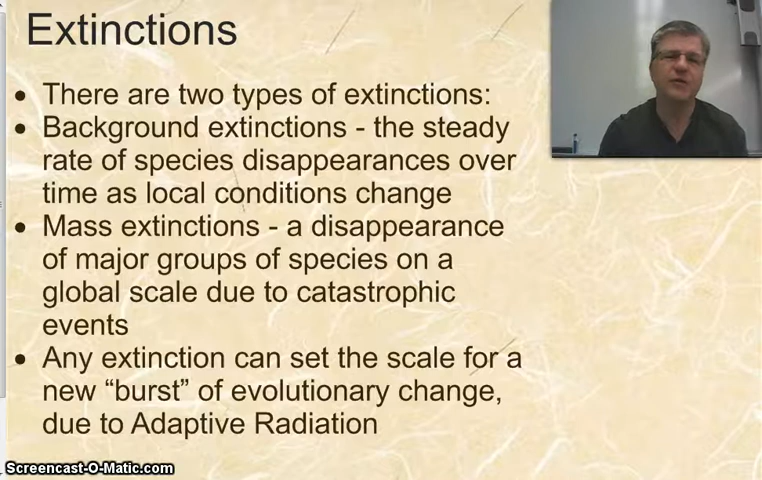 Extinctions
• There are two types of extinctions:
• Background extinctions - the steady
rate of species disappearances over
time as local conditions change
• Mass extinctions - a disappearance
of major groups of species on a
global scale due to catastrophic
events
• Any extinction can set the scale for a
new “burst” of evolutionary change,
due to Adaptive Radiation
Screencast-O-Matic.com